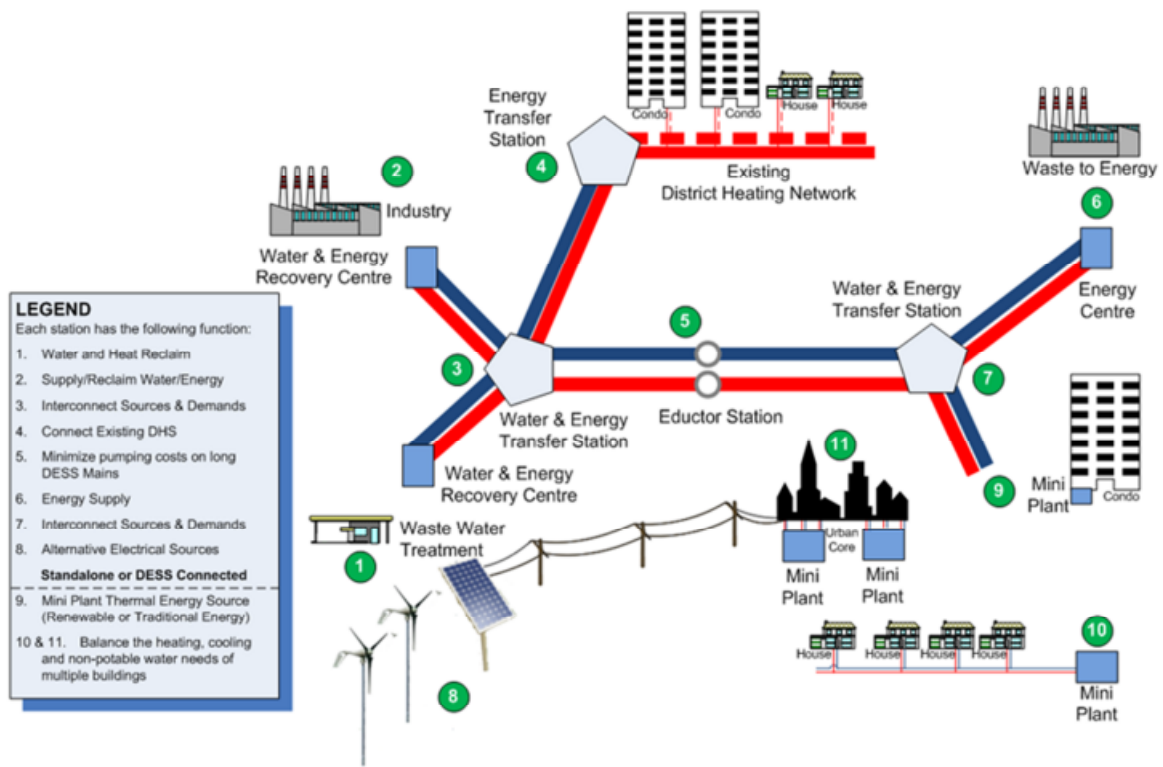 Energy
Transfer
Station
4
Condo
Condo
House
House
Existing
District Heating Network
Waste to Energy
6
2
Industry
Water & Energy
Recovery Centre
Water & Energy
Transfer Station
Energy
Centre
5
3
7
Eductor Station
Water & Energy
Transfer Station
Water & Energy
Recovery Centre
11
9
Mini
Plant
Condo
Waste Water
Treatment
1
Urban
Core
Mini
Plant
Mini
Plant
8
House
House
House
House
10
Mini
Plant
LEGEND
Each station has the following function:
1. Water and Heat Reclaim
2. Supply/Reclaim Water/Energy
3. Interconnect Sources & Demands
4. Connect Existing DHS
5. Minimize pumping costs on long
DESS Mains
6. Energy Supply
7. Interconnect Sources & Demands
8. Alternative Electrical Sources
Standalone or DESS Connected
9. Mini Plant Thermal Energy Source
(Renewable or Traditional Energy)
10 & 11. Balance the heating, cooling
and non-potable water needs of
multiple buildings